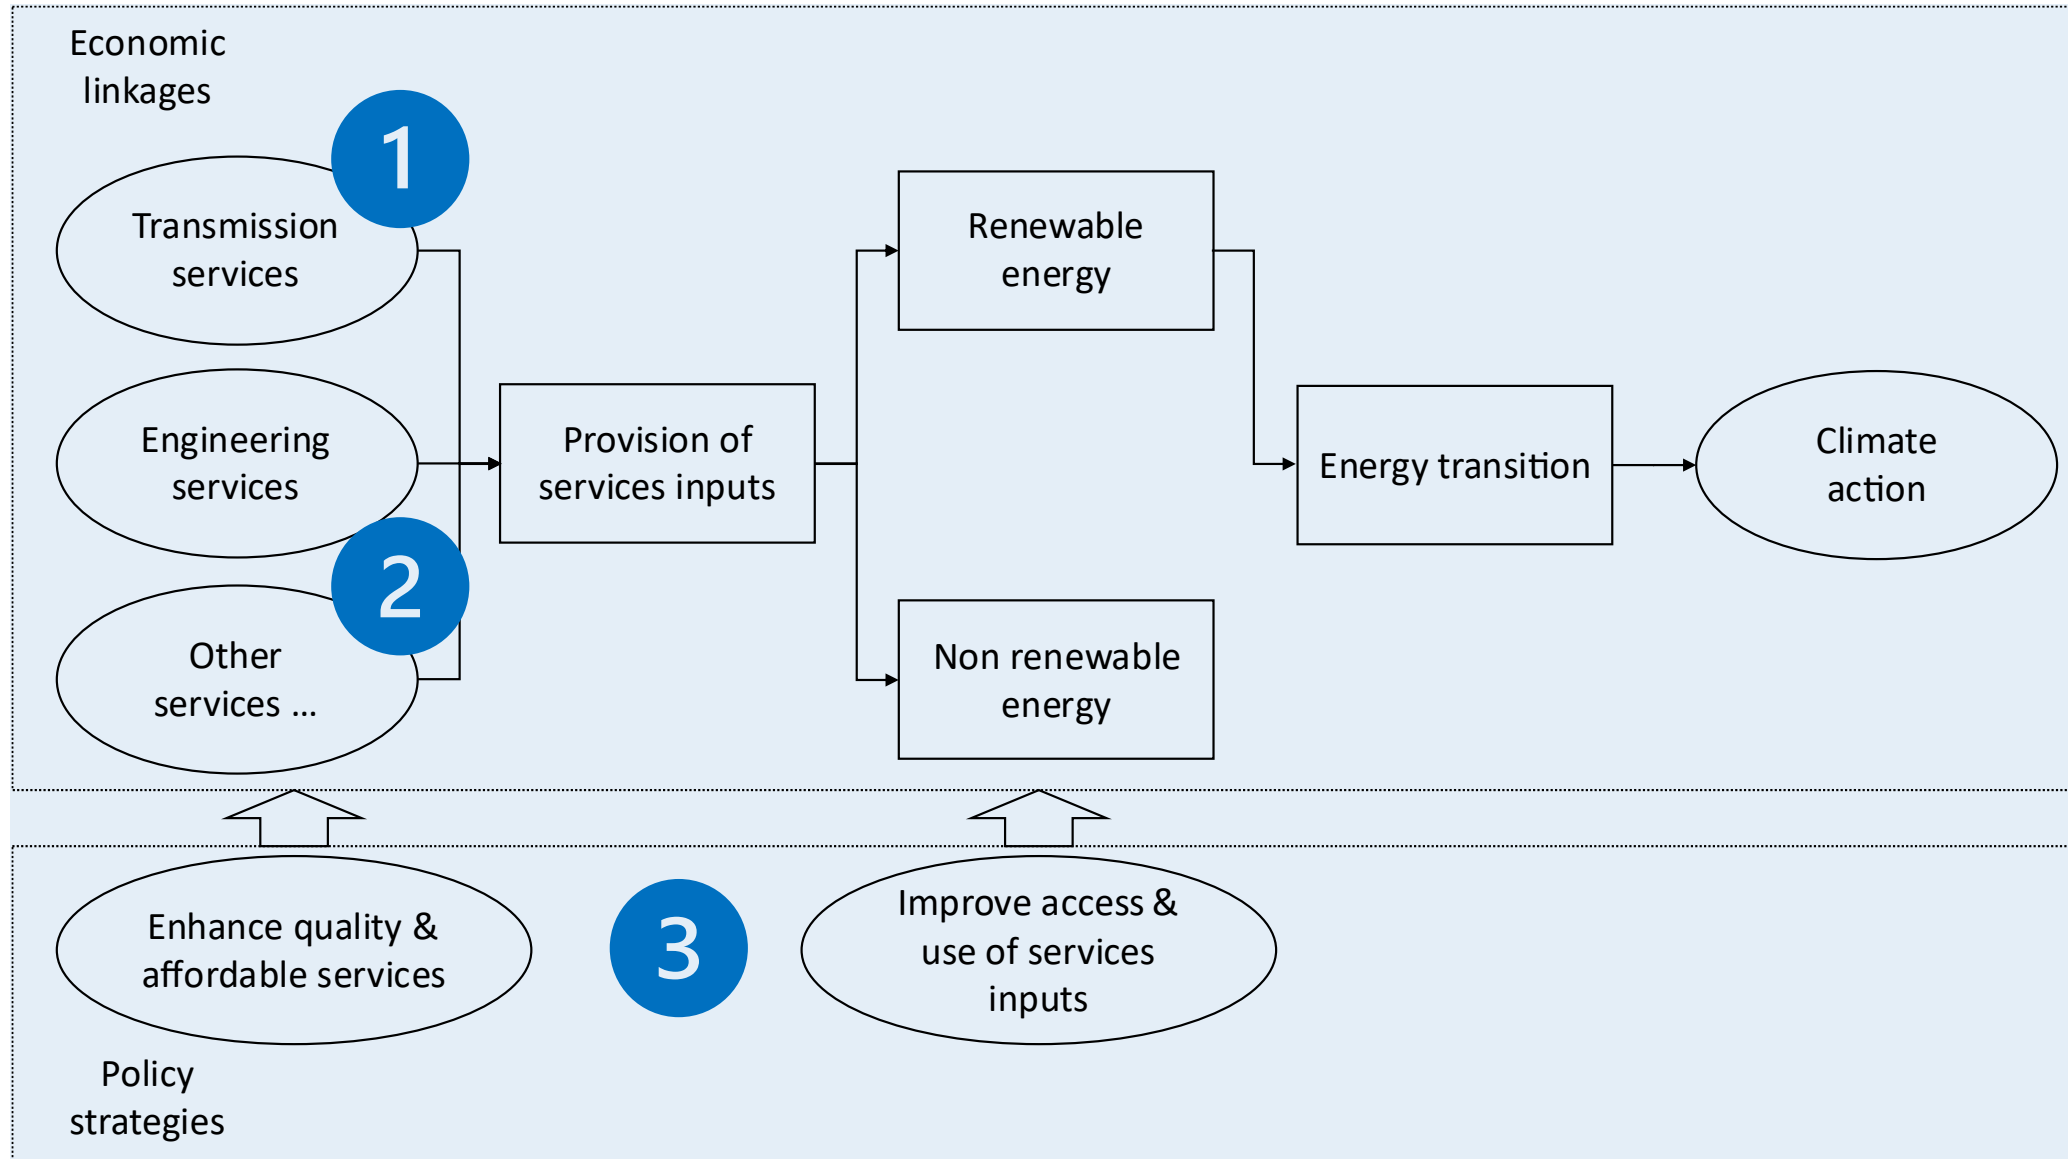 Economic
linkages
1
Transmission
services
Renewable
energy
Engineering
services
Provision of
services inputs
Energy transition
Climate
action
2
Other
services ...
Non renewable
energy
Enhance quality &
affordable services
3
Improve access &
use of services
inputs
Policy
strategies